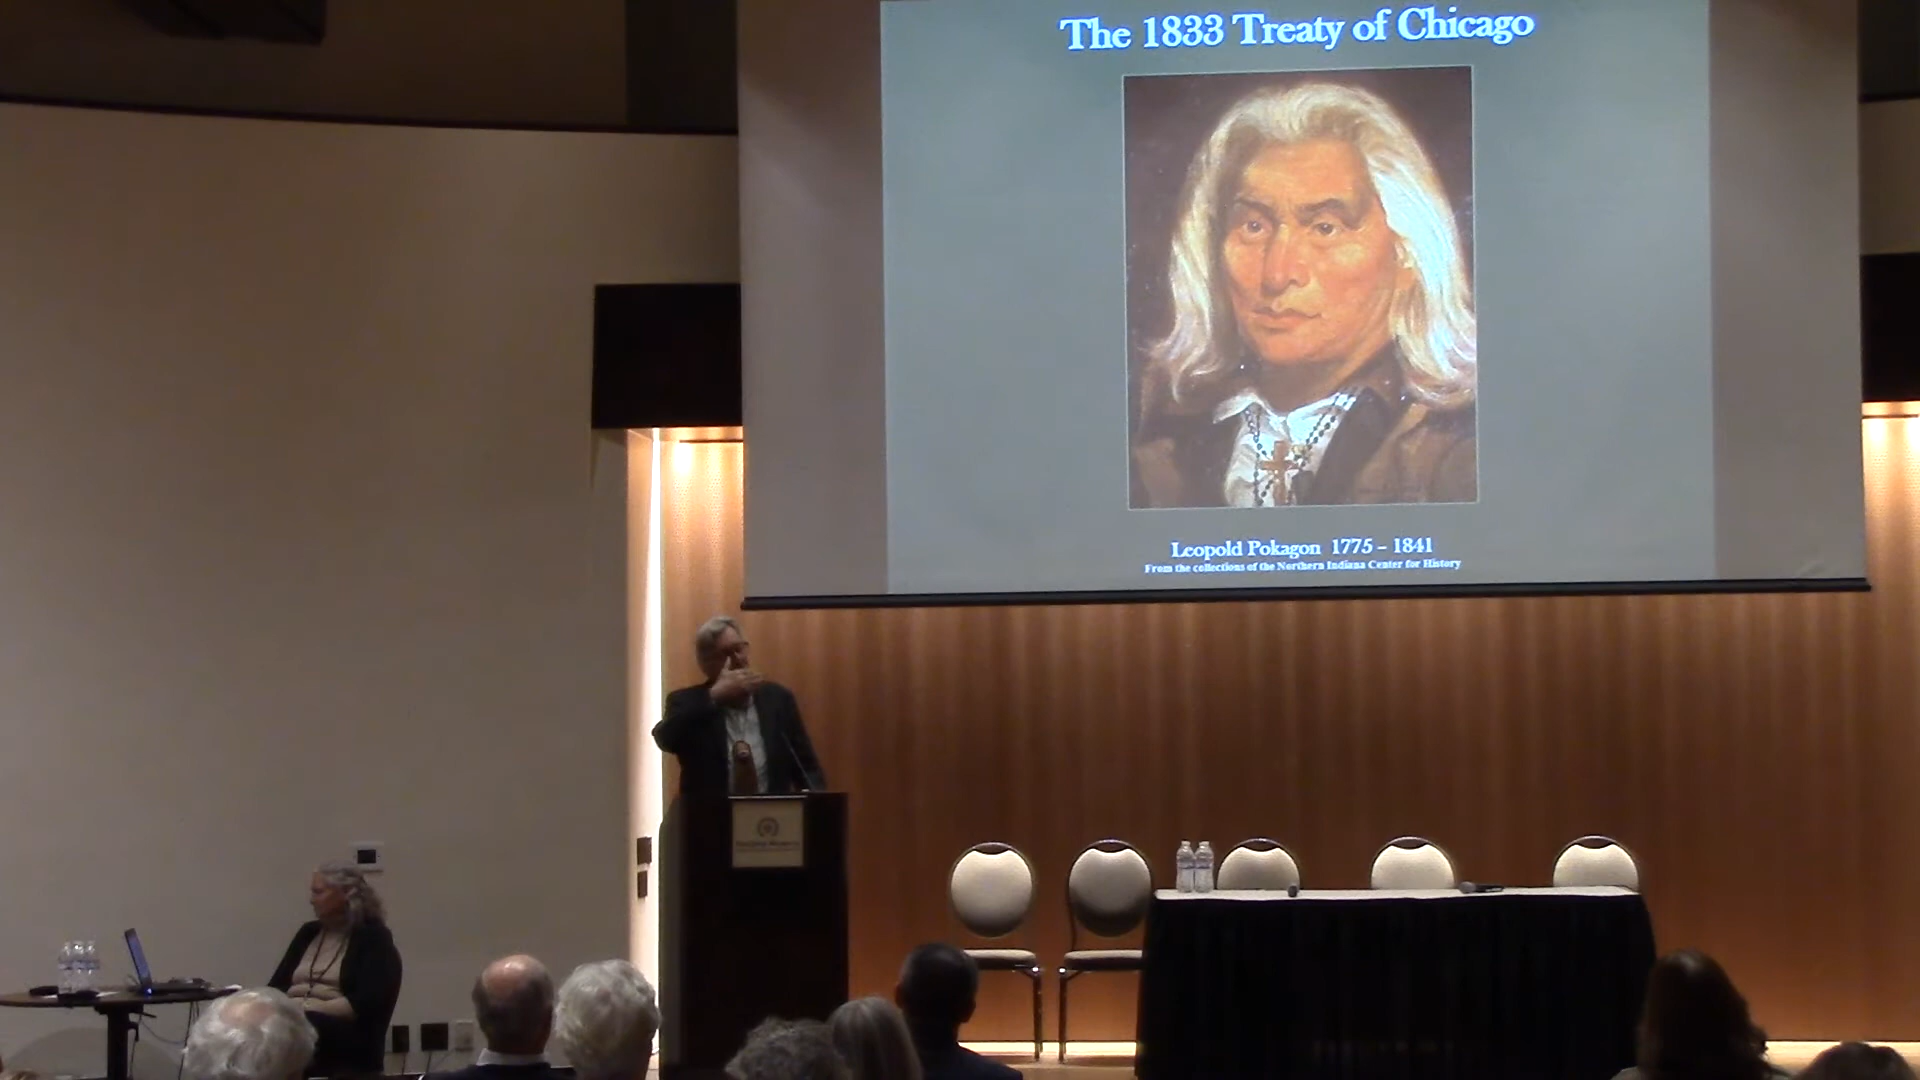 The 1833 Treaty of Chicago
Leopold Pokagon 1775 – 1841
From the collections of the Northern Indiana Center for History